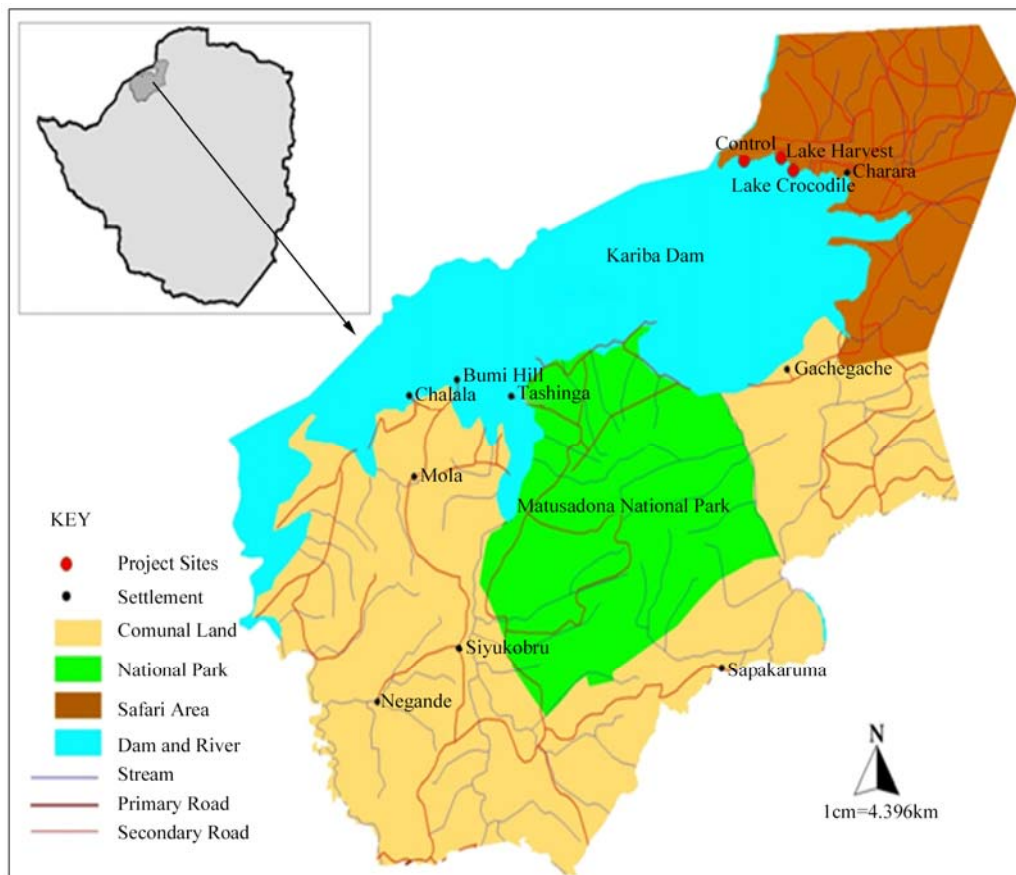 Control
Lake Harvest
Charara
Lake Crocodile
Kariba Dam
Gachegache
Bumi Hill
Chalala
Tashinga
Mola
Matusadona National Park
Siyukobru
Sapakaruma
Negande
KEY
Project Sites
Settlement
Comunal Land
National Park
Safari Area
Dam and River
Stream
Primary Road
Secondary Road
N
1cm=4.396km